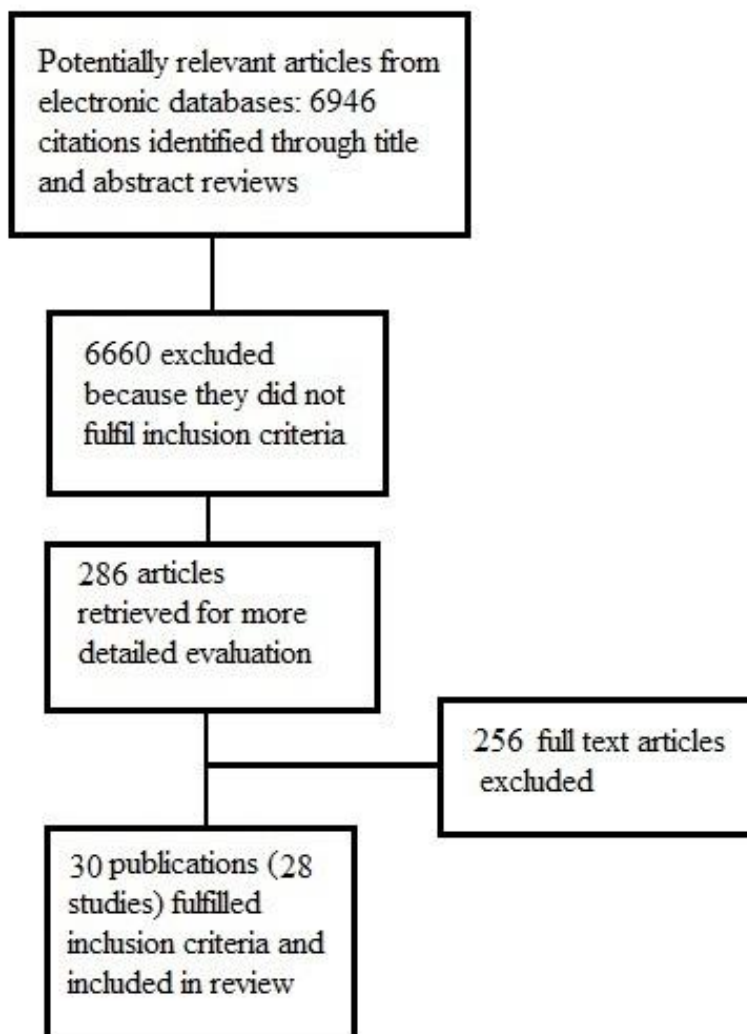 Potentially relevant articles from
electronic databases: 6946
citations identified through title
and abstract reviews
6660 excluded
because they did not
fulfil inclusion criteria
286 articles
retrieved for more
detailed evaluation
256 full text articles
excluded
30 publications (28
studies) fulfilled
inclusion criteria and
included in review